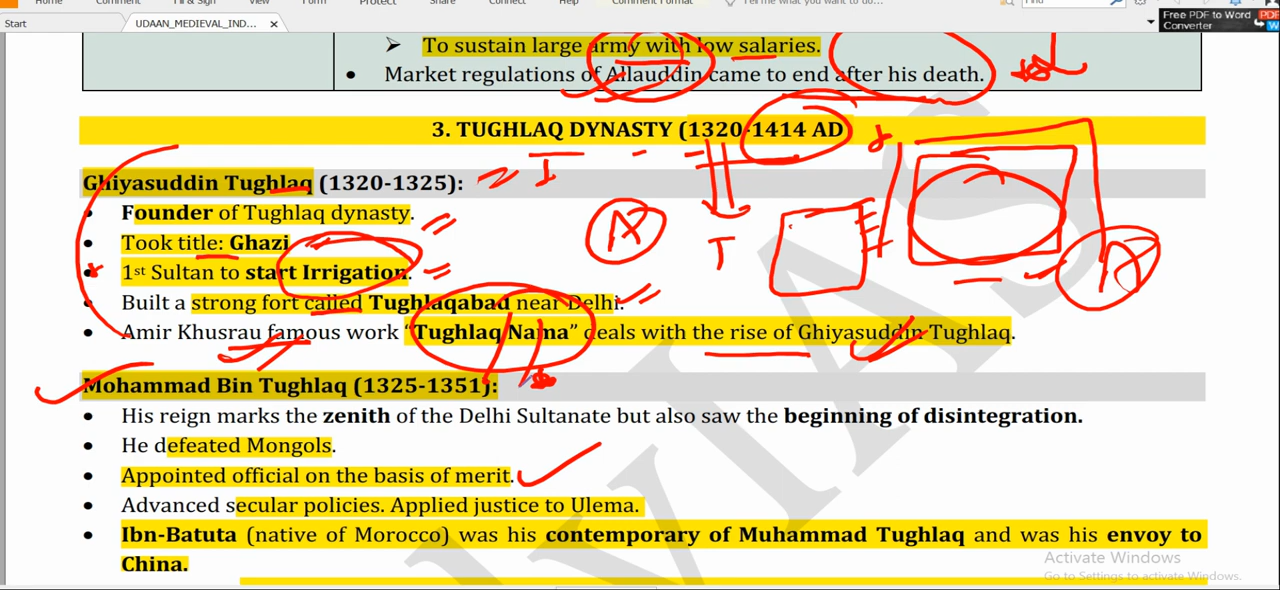 Home Comment Fill & Sign View Form Protect Share Connect Help Comment Format Tell me what you want to do... Find
Start UDAAN_MEDIEVAL_IND... ×
Free PDF to Word
Converter
PDF
W
➢ To sustain large army with low salaries.
• Market regulations of Allauddin came to end after his death.
3. TUGHLAQ DYNASTY (1320-1414 AD)
Ghiyasuddin Tughlaq (1320-1325):
• Founder of Tughlaq dynasty.
• Took title: Ghazi
• 1st Sultan to start Irrigation.
• Built a strong fort called Tughlaqabad near Delhi.
• Amir Khusrau famous work “Tughlaq Nama” deals with the rise of Ghiyasuddin Tughlaq.
Mohammad Bin Tughlaq (1325-1351):
• His reign marks the zenith of the Delhi Sultanate but also saw the beginning of disintegration.
• He defeated Mongols.
• Appointed official on the basis of merit.
• Advanced secular policies. Applied justice to Ulema.
• Ibn-Batuta (native of Morocco) was his contemporary of Muhammad Tughlaq and was his envoy to
China.
Activate Windows
Go to Settings to activate Windows.